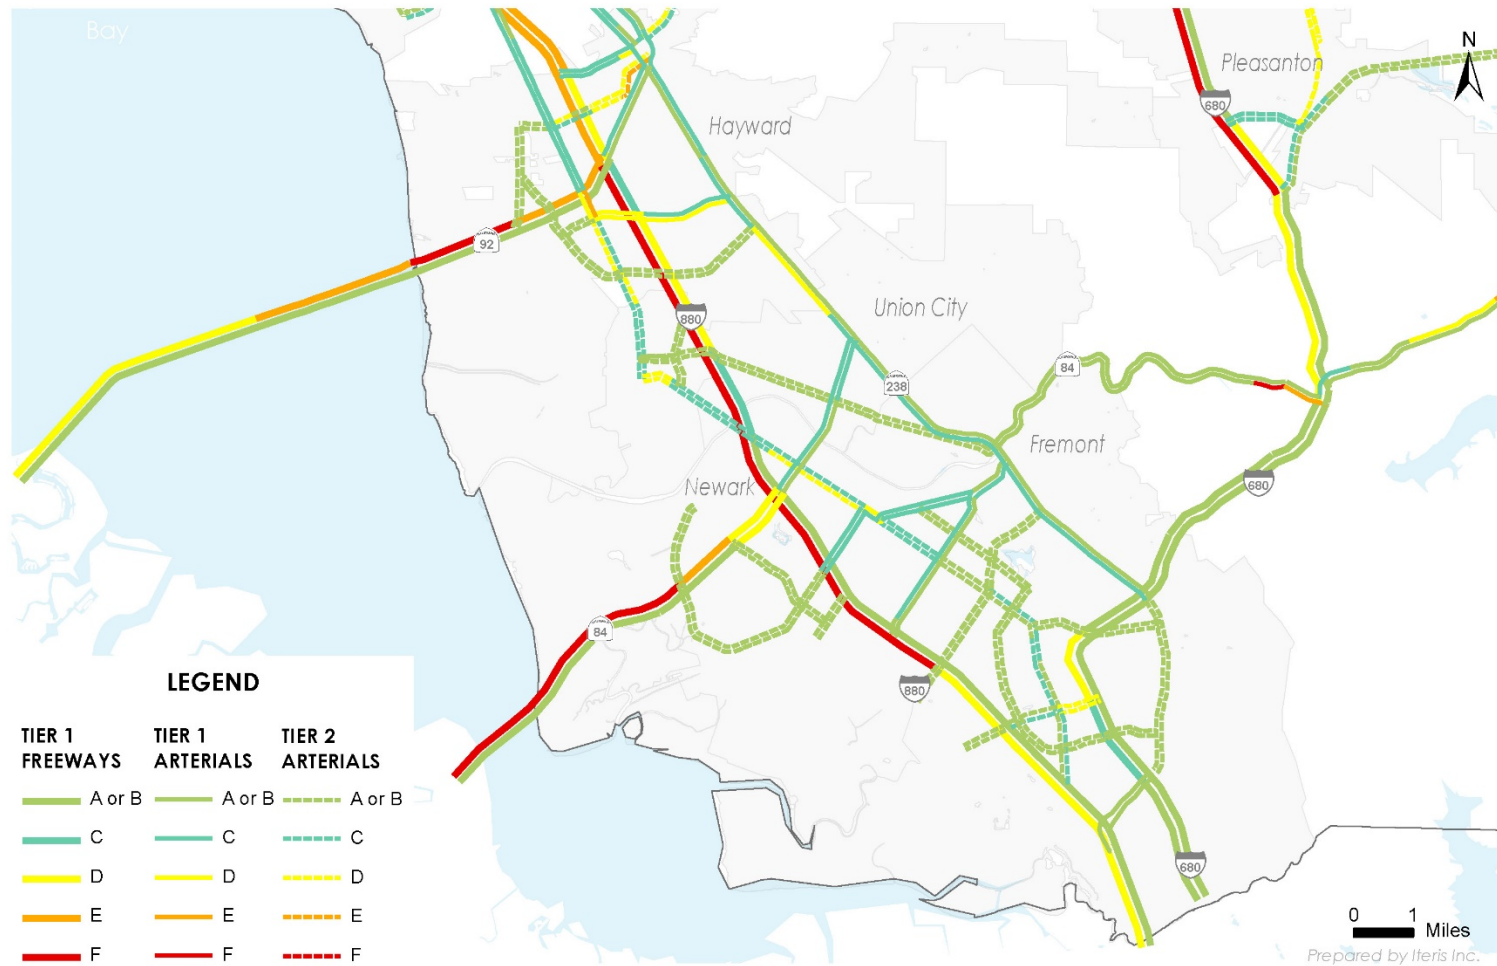 Bay
N
Pleasanton
680
Hayward
92
Union City
880
84
238
Fremont
Newark
680
84
880
680
LEGEND
TIER 1 FREEWAYS
TIER 1 ARTERIALS
TIER 2 ARTERIALS
A or B
A or B
A or B
C
C
C
D
D
D
E
E
E
F
F
F
0 1
Miles
Prepared by Iteris Inc.